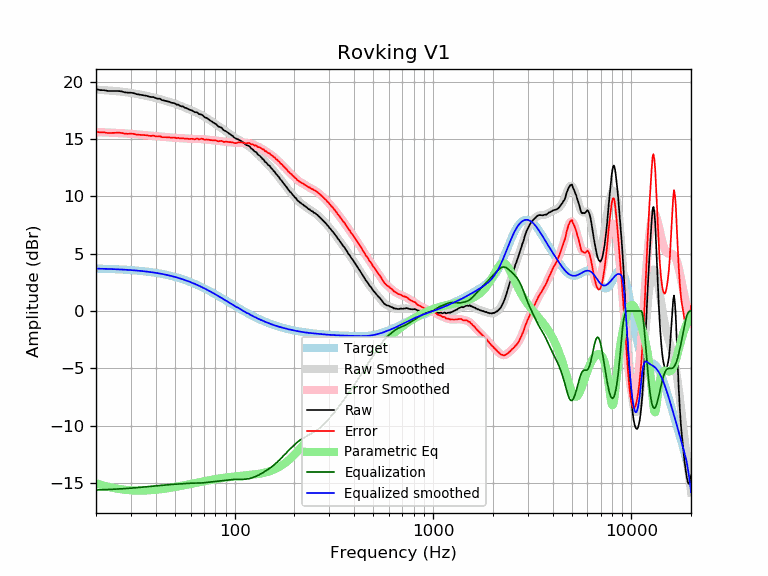 Rovking V1
20
15
10
5
0
−5
−10
−15
Amplitude (dBr)
Target
Raw Smoothed
Error Smoothed
Raw
Error
Parametric Eq
Equalization
Equalized smoothed
100
1000
10000
Frequency (Hz)